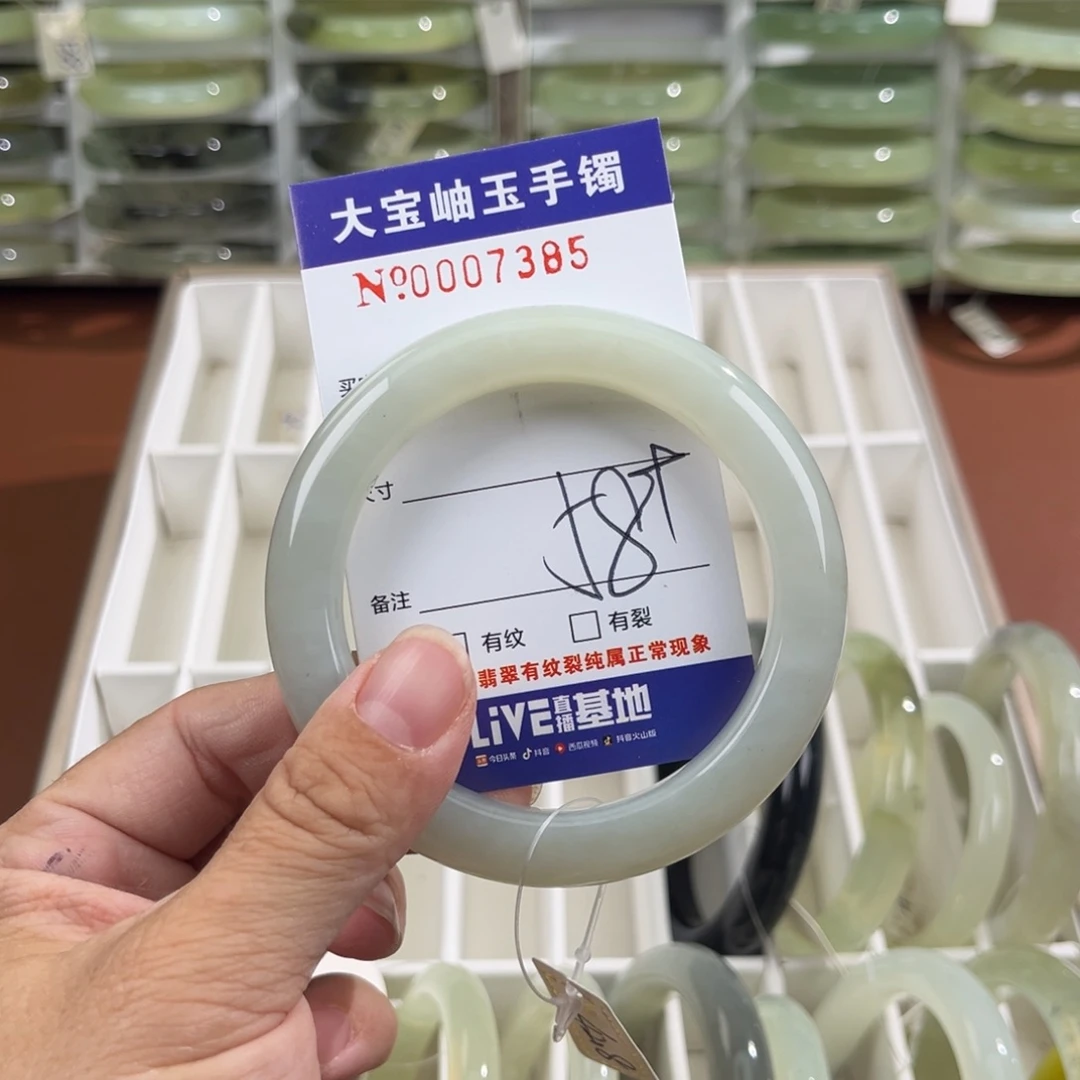 大宝岫玉手镯
№0007385
寸
58
备注
有纹 有裂
翡翠有纹裂纯属正常现象
LiVE直播基地
今日头条 抖音 西瓜视频 抖音火山版